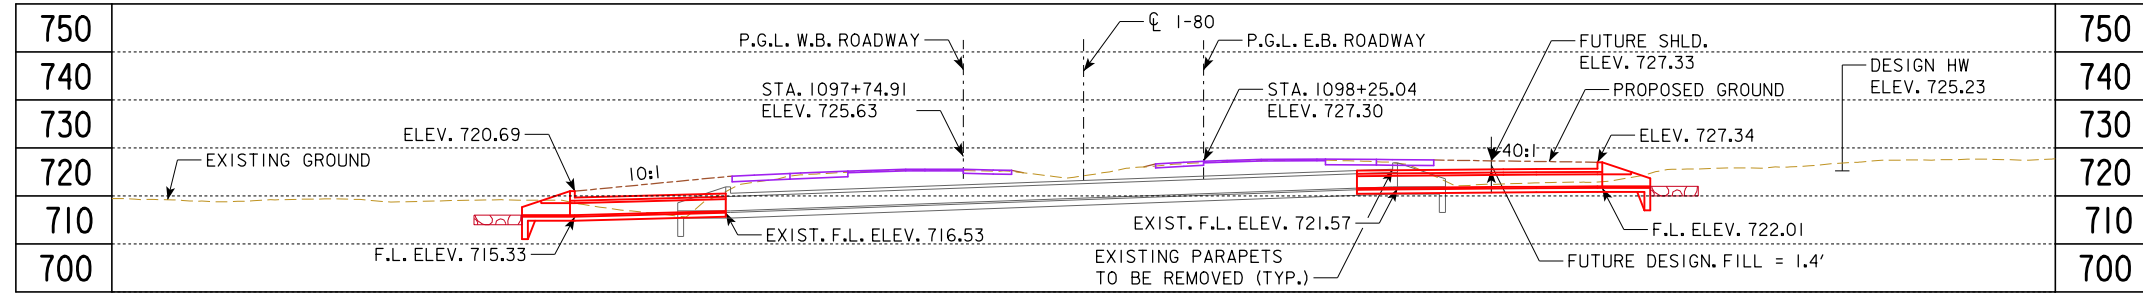 750
740
730
720
710
700
℄ I-80
P.G.L. W.B. ROADWAY
P.G.L. E.B. ROADWAY
FUTURE SHLD.
ELEV. 727.33
DESIGN HW
ELEV. 725.23
STA. 1097+74.91
ELEV. 725.63
STA. 1098+25.04
ELEV. 727.30
PROPOSED GROUND
ELEV. 720.69
ELEV. 727.34
EXISTING GROUND
10:1
40:1
EXIST. F.L. ELEV. 716.53
F.L. ELEV. 715.33
EXIST. F.L. ELEV. 721.57
F.L. ELEV. 722.01
EXISTING PARAPETS
TO BE REMOVED (TYP.)
FUTURE DESIGN. FILL = 1.4'
750
740
730
720
710
700